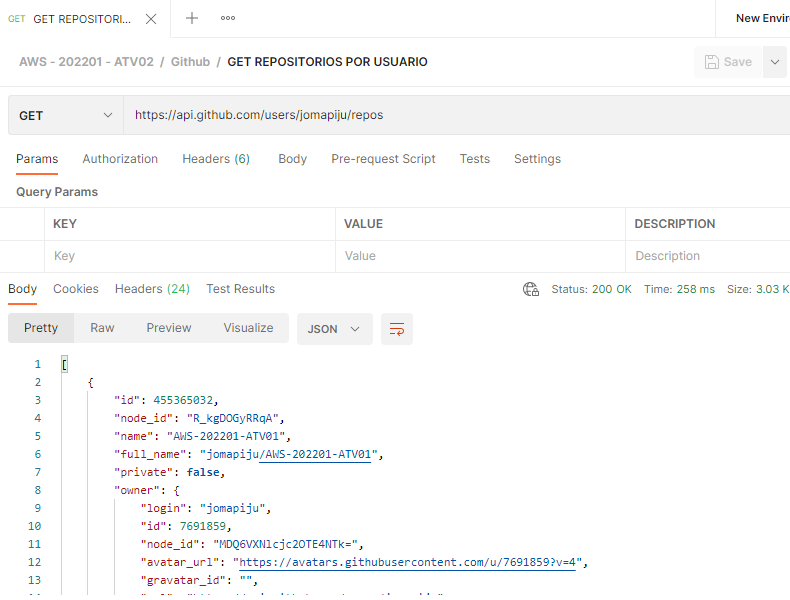 GET GET REPOSITORI...
New Envir
AWS - 202201 - ATV02 / Github / GET REPOSITORIOS POR USUARIO
Save
GET https://api.github.com/users/jomapiju/repos
Params Authorization Headers (6) Body Pre-request Script Tests Settings
Query Params
KEY VALUE DESCRIPTION
Key Value Description
Body Cookies Headers (24) Test Results Status: 200 OK Time: 258 ms Size: 3.03 K
Pretty Raw Preview Visualize JSON
1 [
2 {
3 "id": 455365032,
4 "node_id": "R_kgDOGyRRqA",
5 "name": "AWS-202201-ATV01",
6 "full_name": "jomapiju/AWS-202201-ATV01",
7 "private": false,
8 "owner": {
9 "login": "jomapiju",
10 "id": 7691859,
11 "node_id": "MDQ6VXNlcjc2OTE4NTk=",
12 "avatar_url": "https://avatars.githubusercontent.com/u/7691859?v=4",
13 "gravatar_id": "",